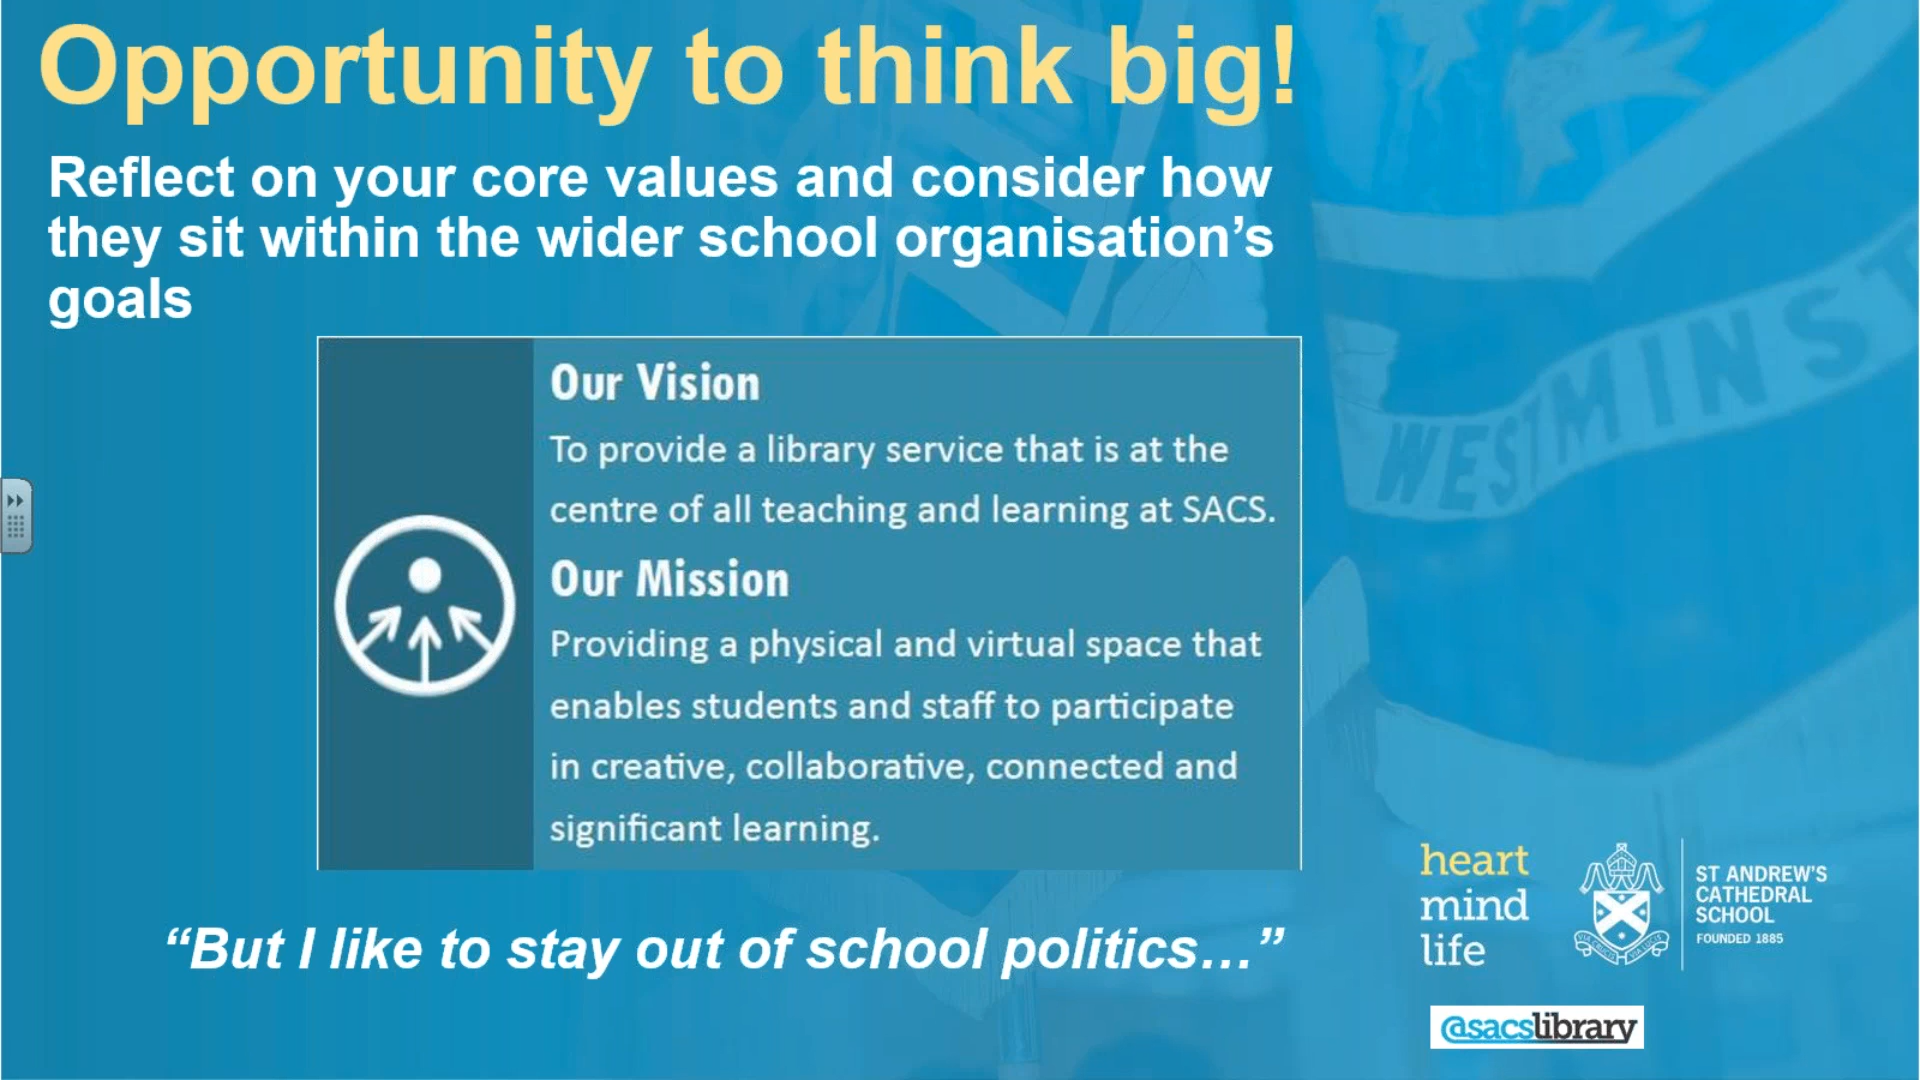 Opportunity to think big!
Reflect on your core values and consider how
they sit within the wider school organisation’s
goals
Our Vision
To provide a library service that is at the
centre of all teaching and learning at SACS.
Our Mission
Providing a physical and virtual space that
enables students and staff to participate
in creative, collaborative, connected and
significant learning.
“But I like to stay out of school politics…”
WESTMINST
heart
mind
life
VIA CRUCIS VIA LUCIS
ST ANDREW'S
CATHEDRAL
SCHOOL
FOUNDED 1885
@sacslibrary